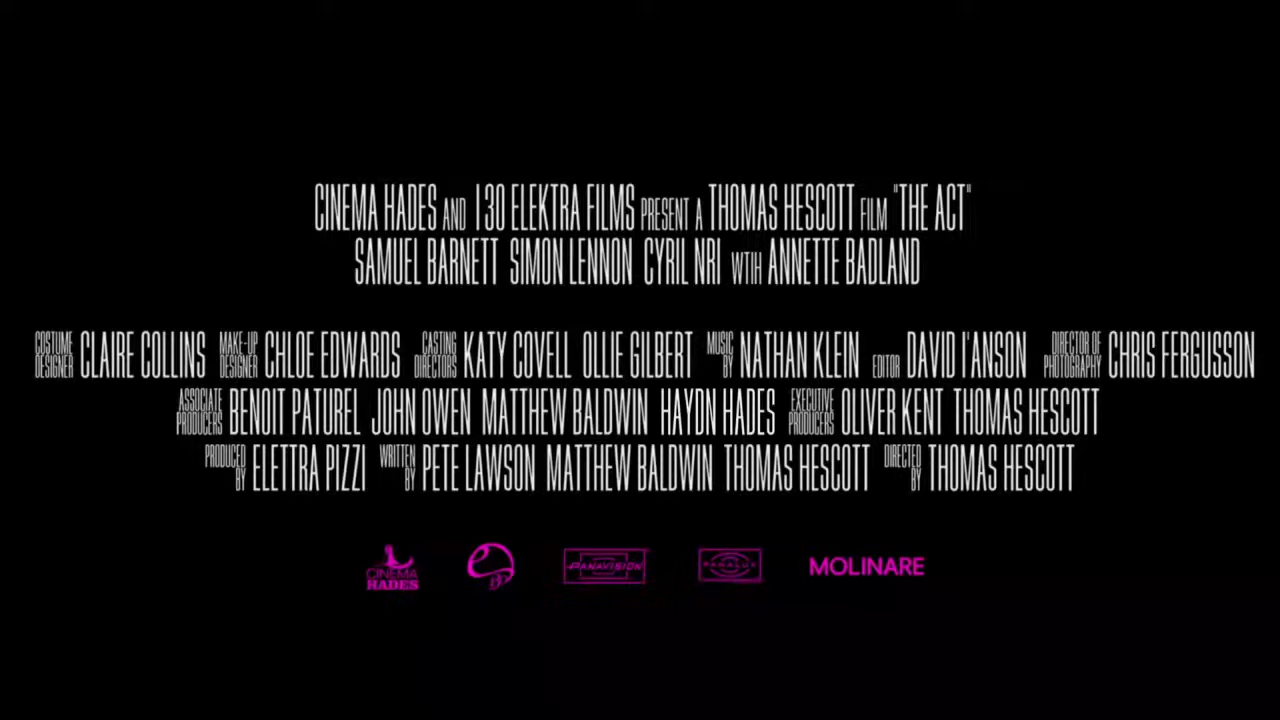 CINEMA HADES AND 130 ELEKTRA FILMS PRESENT A THOMAS HESCOTT FILM "THE ACT"
SAMUEL BARNETT SIMON LENNON CYRIL NRI WTIH ANNETTE BADLAND
COSTUME DESIGNER CLAIRE COLLINS MAKE-UP DESIGNER CHLOE EDWARDS CASTING DIRECTORS KATY COVELL OLLIE GILBERT MUSIC BY NATHAN KLEIN EDITOR DAVID I'ANSON DIRECTOR OF PHOTOGRAPHY CHRIS FERGUSSON
ASSOCIATE PRODUCERS BENOIT PATUREL JOHN OWEN MATTHEW BALDWIN HAYDN HADES EXECUTIVE PRODUCERS OLIVER KENT THOMAS HESCOTT
PRODUCED BY ELETTRA PIZZI WRITTEN BY PETE LAWSON MATTHEW BALDWIN THOMAS HESCOTT DIRECTED BY THOMAS HESCOTT
CINEMA HADES PANAVISION PANALUX MOLINARE